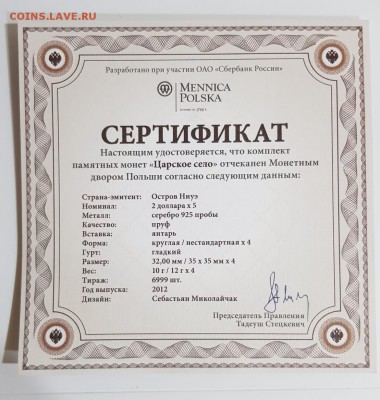 COINS.LAVE.RU
Разработано при участии ОАО «Сбербанк России»
MENNICA
POLSKA
СЕРТИФИКАТ
Настоящим удостоверяется, что комплект
памятных монет «Царское село» отчеканен Монетным
двором Польши согласно следующим данным:
Страна-эмитент: Остров Ниуэ
Номинал: 2 доллара х 5
Металл: серебро 925 пробы
Качество: пруф
Вставка: янтарь
Форма: круглая / нестандартная х 4
Гурт: гладкий
Размер: 32,00 мм / 35 х 35 мм х 4
Вес: 10 г / 12 г х 4
Тираж: 6999 шт.
Год выпуска: 2012
Дизайн: Себастьян Миколайчак
Председатель Правления
Тадеуш Стецкевич